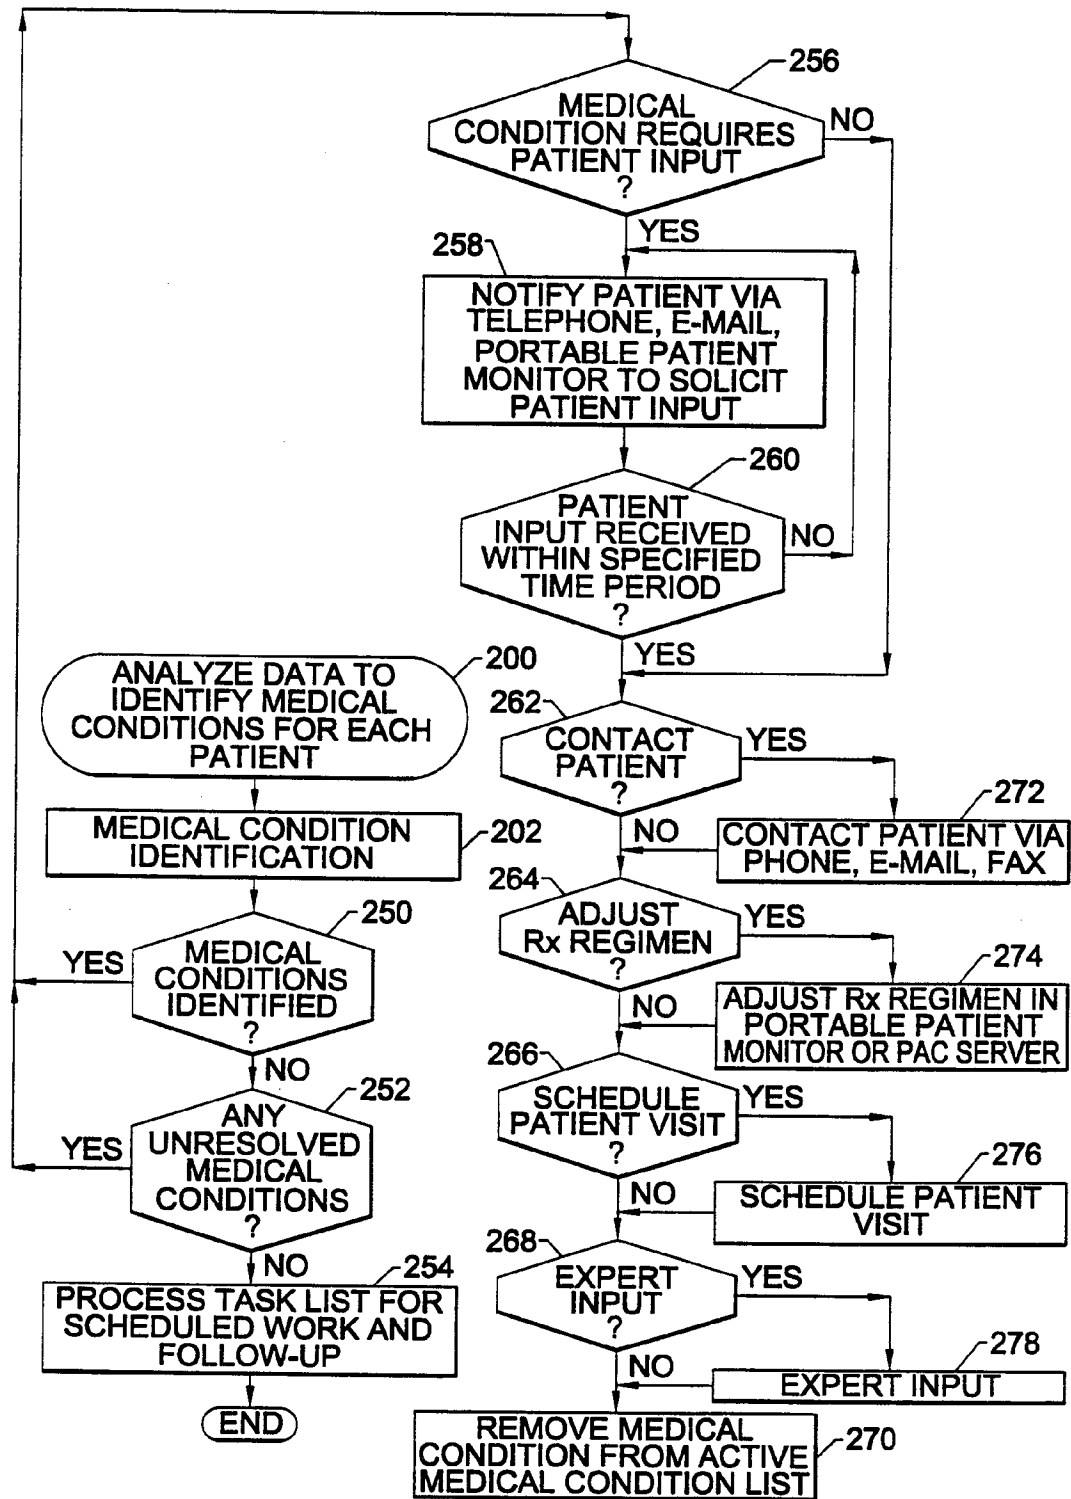 256
MEDICAL
CONDITION REQUIRES
PATIENT INPUT
?
NO
YES
258
NOTIFY PATIENT VIA
TELEPHONE, E-MAIL,
PORTABLE PATIENT
MONITOR TO SOLICIT
PATIENT INPUT
260
PATIENT
INPUT RECEIVED
WITHIN SPECIFIED
TIME PERIOD
?
NO
YES
200
ANALYZE DATA TO
IDENTIFY MEDICAL
CONDITIONS FOR EACH
PATIENT
MEDICAL CONDITION
IDENTIFICATION
202
250
MEDICAL
CONDITIONS
IDENTIFIED
?
YES
NO
252
ANY
UNRESOLVED
MEDICAL
CONDITIONS
?
YES
NO
254
PROCESS TASK LIST FOR
SCHEDULED WORK AND
FOLLOW-UP
END
262
CONTACT
PATIENT
?
YES
NO
272
CONTACT PATIENT VIA
PHONE, E-MAIL, FAX
264
ADJUST
Rx REGIMEN
?
YES
NO
274
ADJUST Rx REGIMEN IN
PORTABLE PATIENT
MONITOR OR PAC SERVER
266
SCHEDULE
PATIENT VISIT
?
YES
NO
276
SCHEDULE PATIENT
VISIT
268
EXPERT
INPUT
?
YES
NO
278
EXPERT INPUT
REMOVE MEDICAL
CONDITION FROM ACTIVE
MEDICAL CONDITION LIST
270